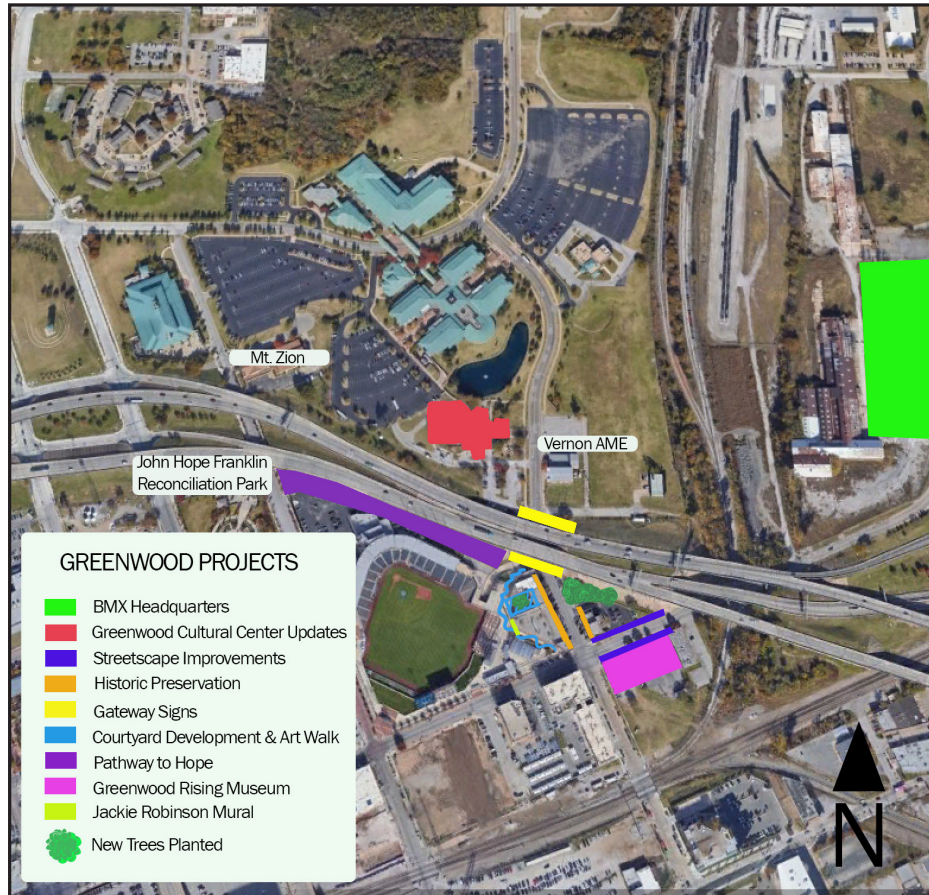 Mt. Zion
Vernon AME
John Hope Franklin
Reconciliation Park
GREENWOOD PROJECTS
BMX Headquarters
Greenwood Cultural Center Updates
Streetscape Improvements
Historic Preservation
Gateway Signs
Courtyard Development & Art Walk
Pathway to Hope
Greenwood Rising Museum
Jackie Robinson Mural
New Trees Planted
N